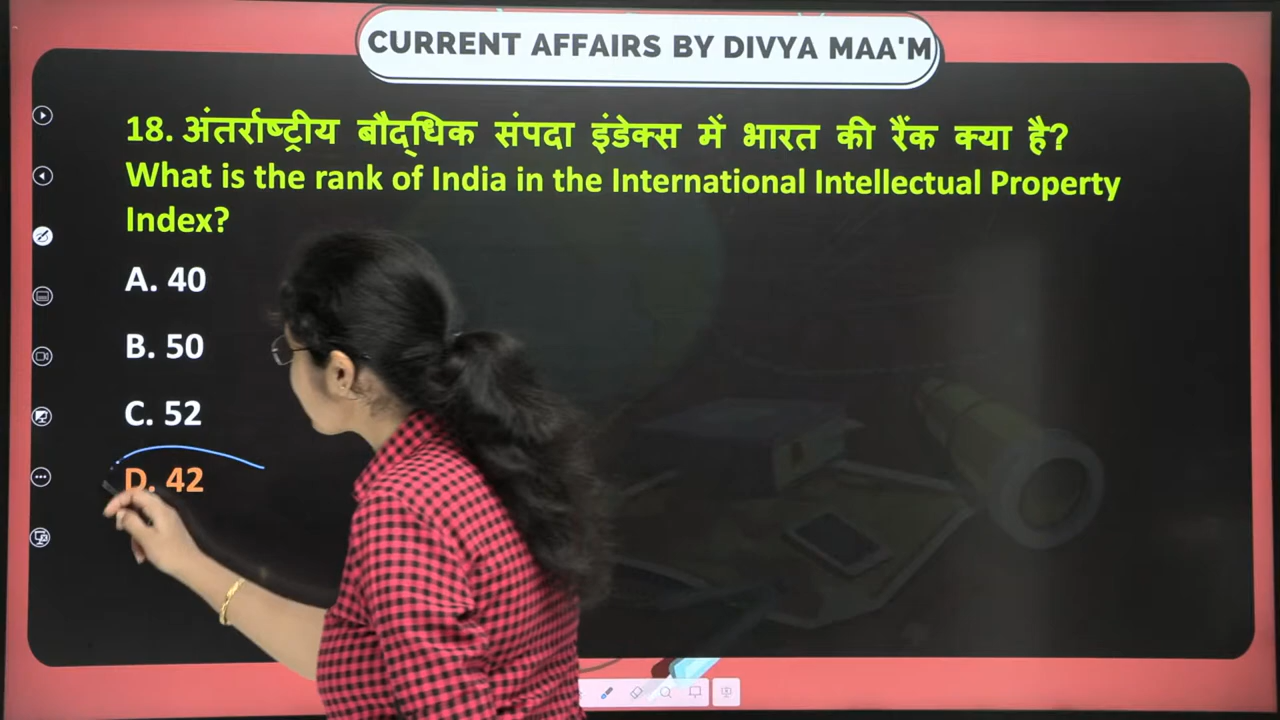 CURRENT AFFAIRS BY DIVYA MAA'M
18. अंतर्राष्ट्रीय बौद्धिक संपदा इंडेक्स में भारत की रैंक क्या है?
What is the rank of India in the International Intellectual Property
Index?
A. 40
B. 50
C. 52
D. 42